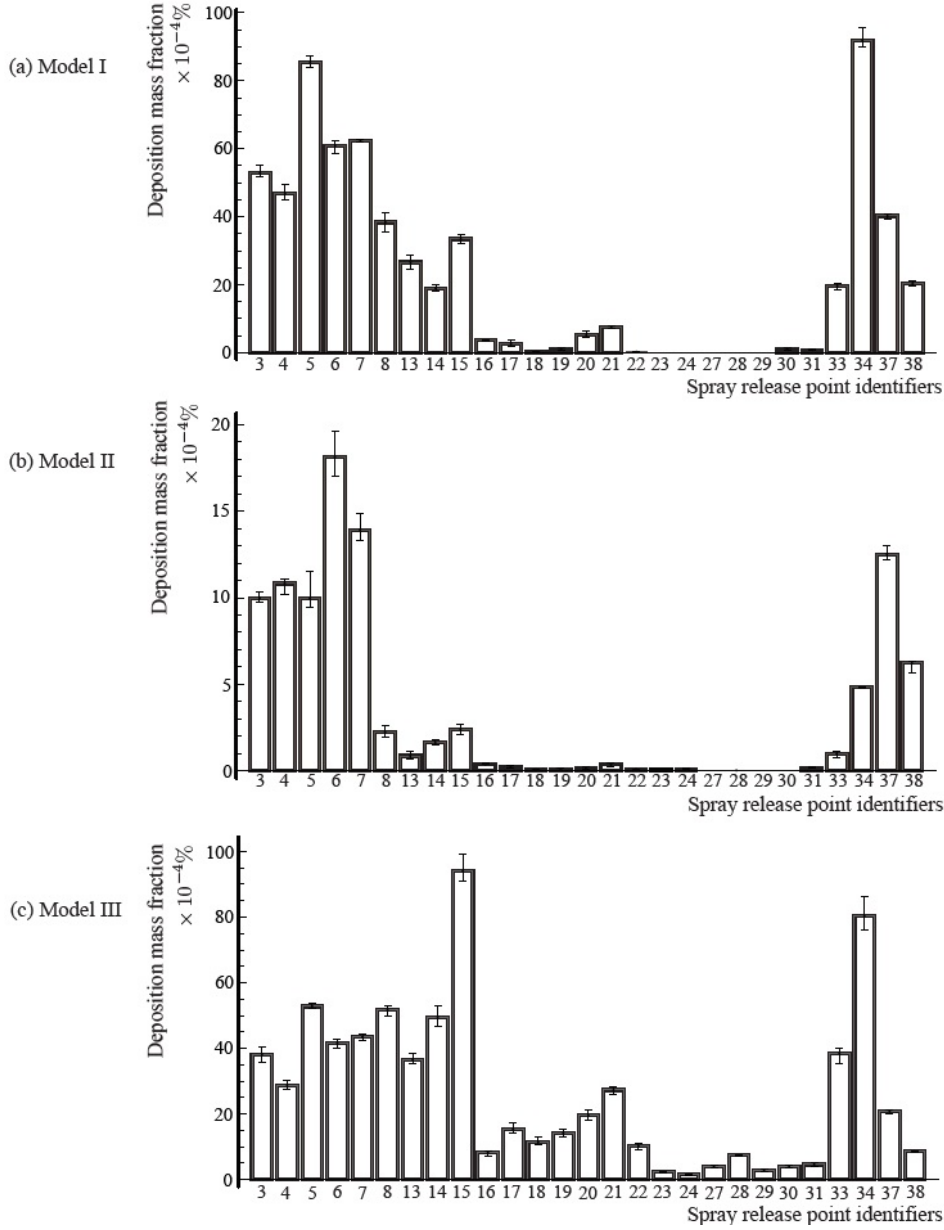 (a) Model I
Deposition mass fraction
× 10⁻⁴%
100
80
60
40
20
0
3 4 5 6 7 8 13 14 15 16 17 18 19 20 21 22 23 24 27 28 29 30 31 33 34 37 38
Spray release point identifiers
(b) Model II
Deposition mass fraction
× 10⁻⁴%
20
15
10
5
0
3 4 5 6 7 8 13 14 15 16 17 18 19 20 21 22 23 24 27 28 29 30 31 33 34 37 38
Spray release point identifiers
(c) Model III
Deposition mass fraction
× 10⁻⁴%
100
80
60
40
20
0
3 4 5 6 7 8 13 14 15 16 17 18 19 20 21 22 23 24 27 28 29 30 31 33 34 37 38
Spray release point identifiers